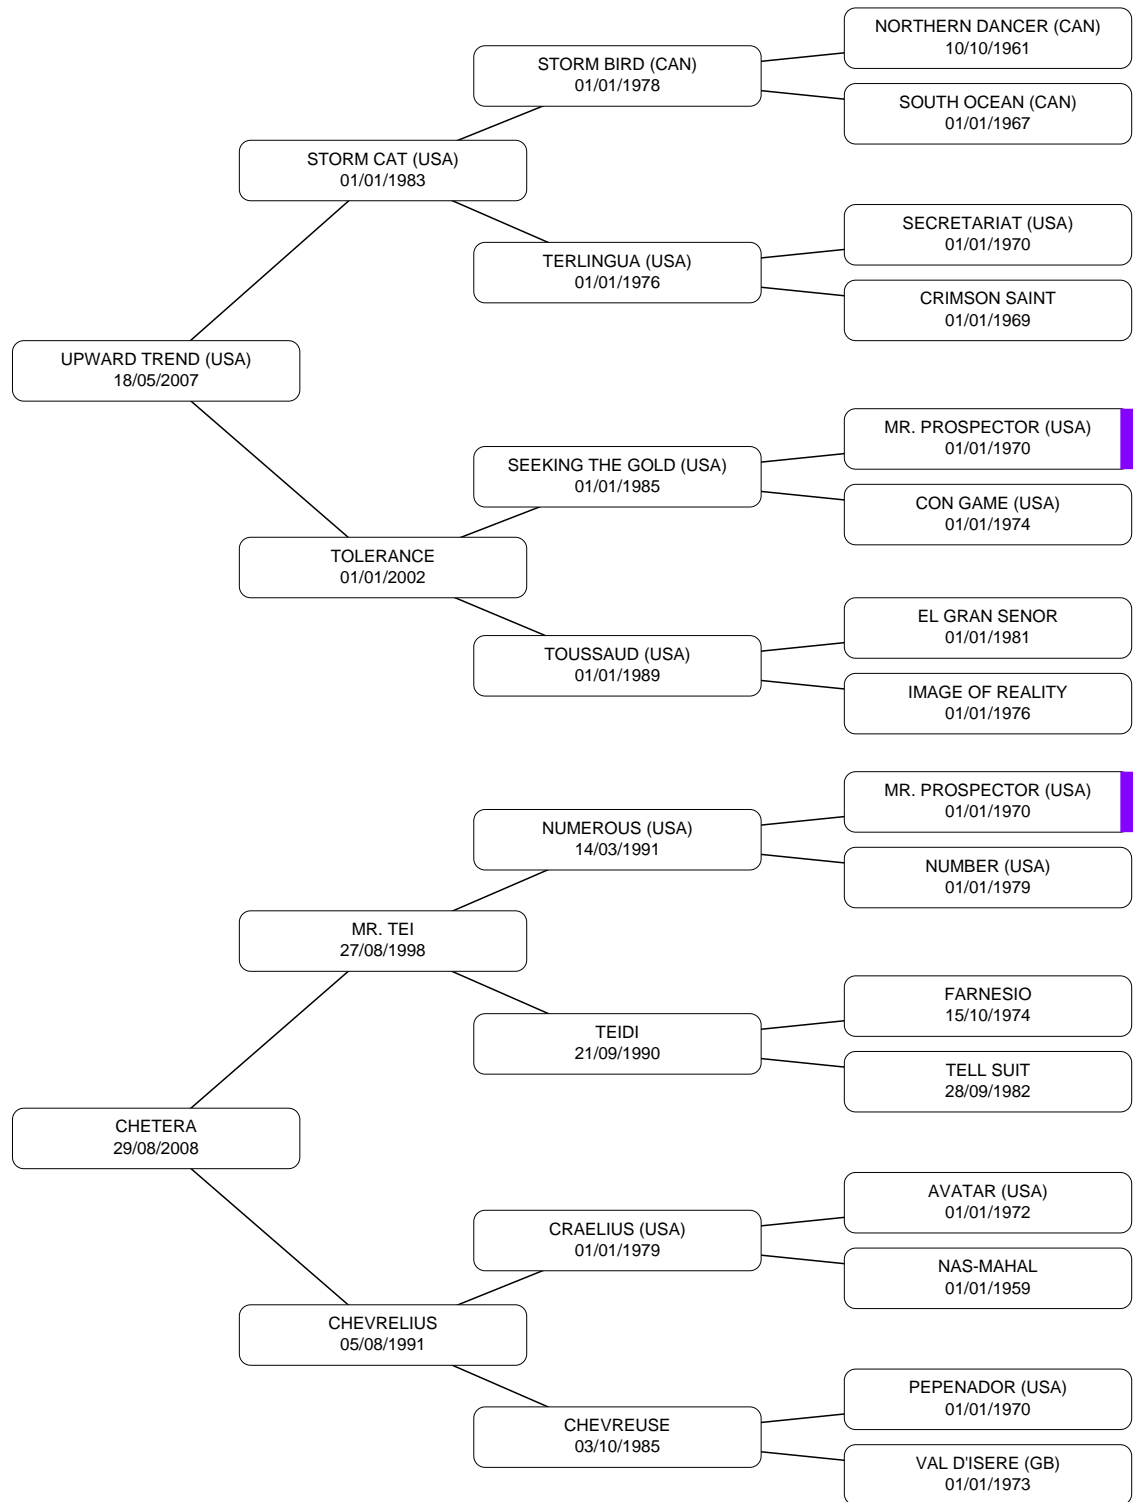 NORTHERN DANCER (CAN)
10/10/1961
STORM BIRD (CAN)
01/01/1978
SOUTH OCEAN (CAN)
01/01/1967
STORM CAT (USA)
01/01/1983
SECRETARIAT (USA)
01/01/1970
TERLINGUA (USA)
01/01/1976
CRIMSON SAINT
01/01/1969
UPWARD TREND (USA)
18/05/2007
MR. PROSPECTOR (USA)
01/01/1970
SEEKING THE GOLD (USA)
01/01/1985
CON GAME (USA)
01/01/1974
TOLERANCE
01/01/2002
EL GRAN SENOR
01/01/1981
TOUSSAUD (USA)
01/01/1989
IMAGE OF REALITY
01/01/1976
MR. PROSPECTOR (USA)
01/01/1970
NUMEROUS (USA)
14/03/1991
NUMBER (USA)
01/01/1979
MR. TEI
27/08/1998
FARNESIO
15/10/1974
TEIDI
21/09/1990
TELL SUIT
28/09/1982
CHETERA
29/08/2008
AVATAR (USA)
01/01/1972
CRAELIUS (USA)
01/01/1979
NAS-MAHAL
01/01/1959
CHEVRELIUS
05/08/1991
PEPENADOR (USA)
01/01/1970
CHEVREUSE
03/10/1985
VAL D'ISERE (GB)
01/01/1973